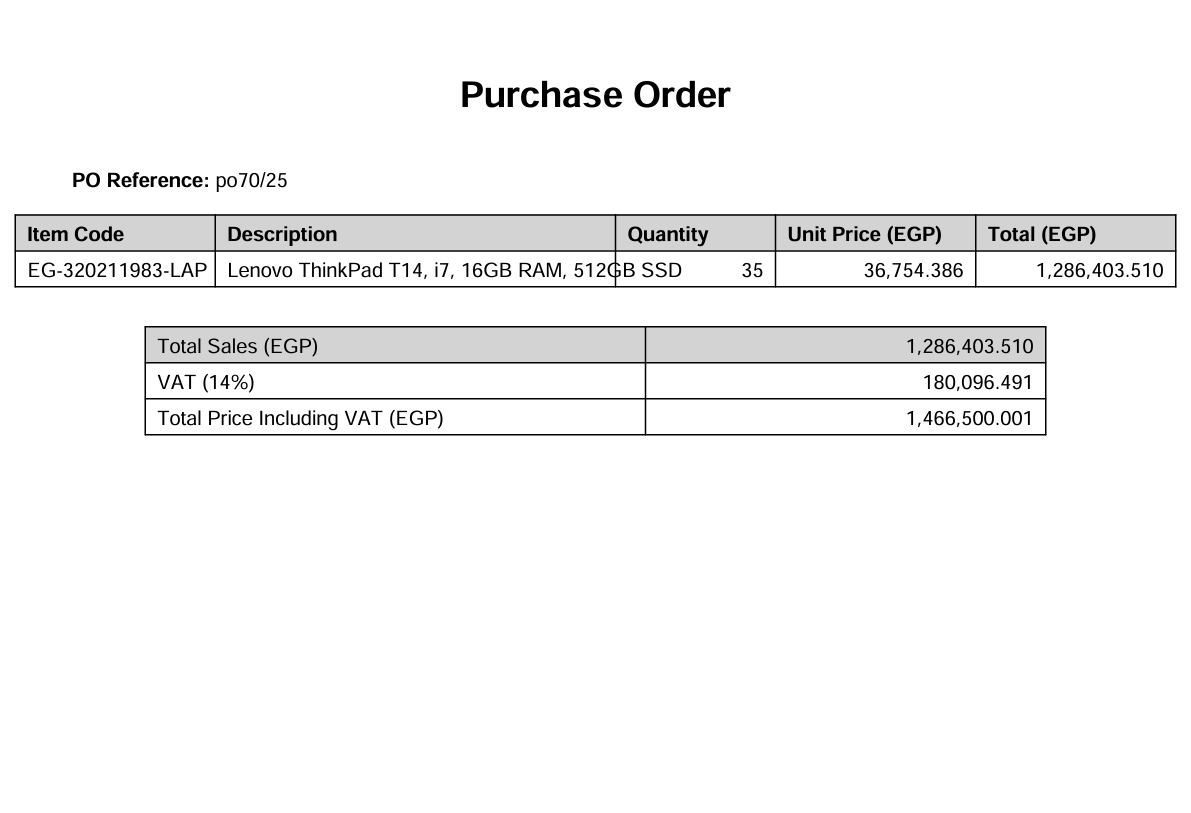 Purchase Order
PO Reference: po70/25
Item Code Description Quantity Unit Price (EGP) Total (EGP)
EG-320211983-LAP Lenovo ThinkPad T14, i7, 16GB RAM, 512GB SSD 35 36,754.386 1,286,403.510
Total Sales (EGP) 1,286,403.510
VAT (14%) 180,096.491
Total Price Including VAT (EGP) 1,466,500.001